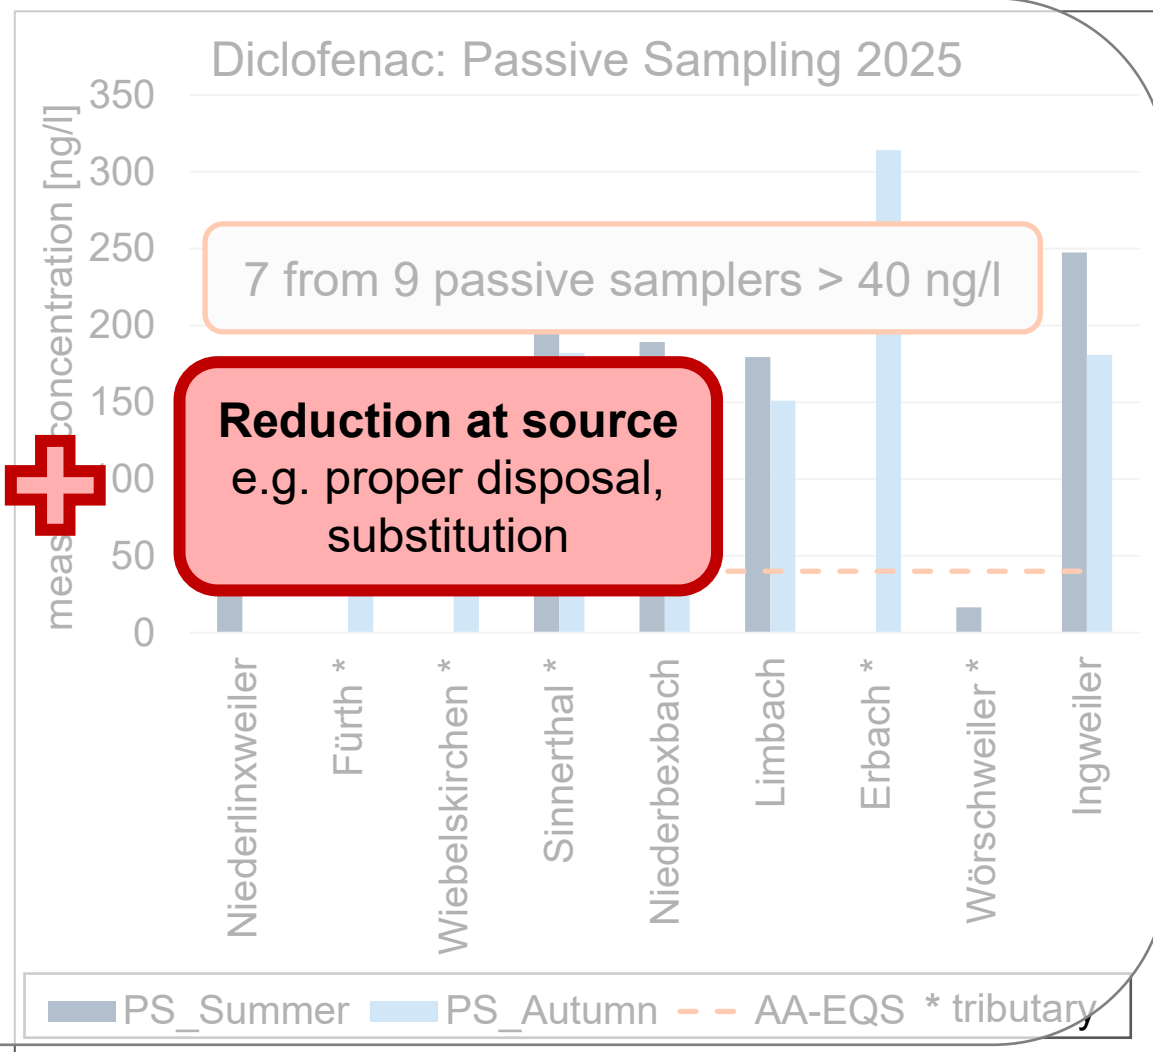 Diclofenac: Passive Sampling 2025
350
300
250
200
150
00
50
0
concentration [ng/l]
7 from 9 passive samplers > 40 ng/l
Reduction at source
e.g. proper disposal,
substitution
Niederlinxweiler
Fürth *
Wiebelskirchen *
Sinnerthal *
Niederbexbach
Limbach
Erbach *
Wörschweiler *
Ingweiler
PS_Summer PS_Autumn AA-EQS * tributary